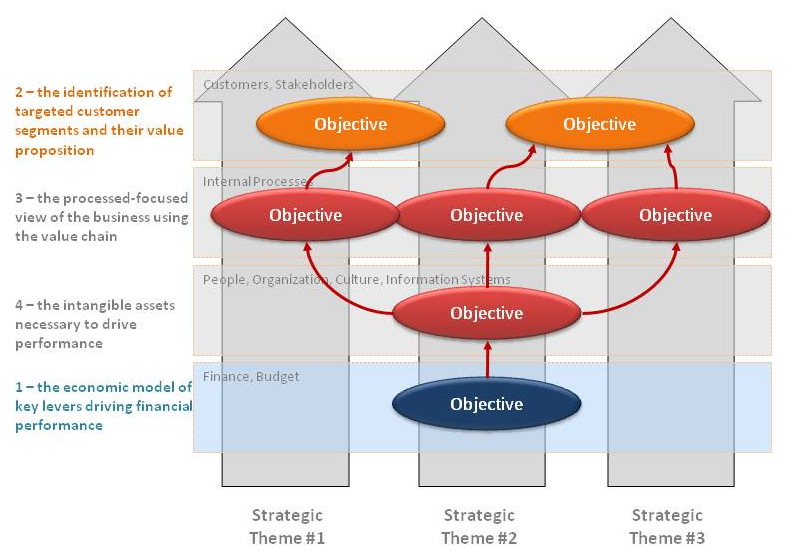 Customers, Stakeholders
2 – the identification of
targeted customer
segments and their value
proposition
Objective
Objective
Internal Processes
3 – the processed-focused
view of the business using
the value chain
Objective
Objective
Objective
People, Organization, Culture, Information Systems
4 – the intangible assets
necessary to drive
performance
Objective
Finance, Budget
1 – the economic model of
key levers driving financial
performance
Objective
Strategic
Theme #1
Strategic
Theme #2
Strategic
Theme #3